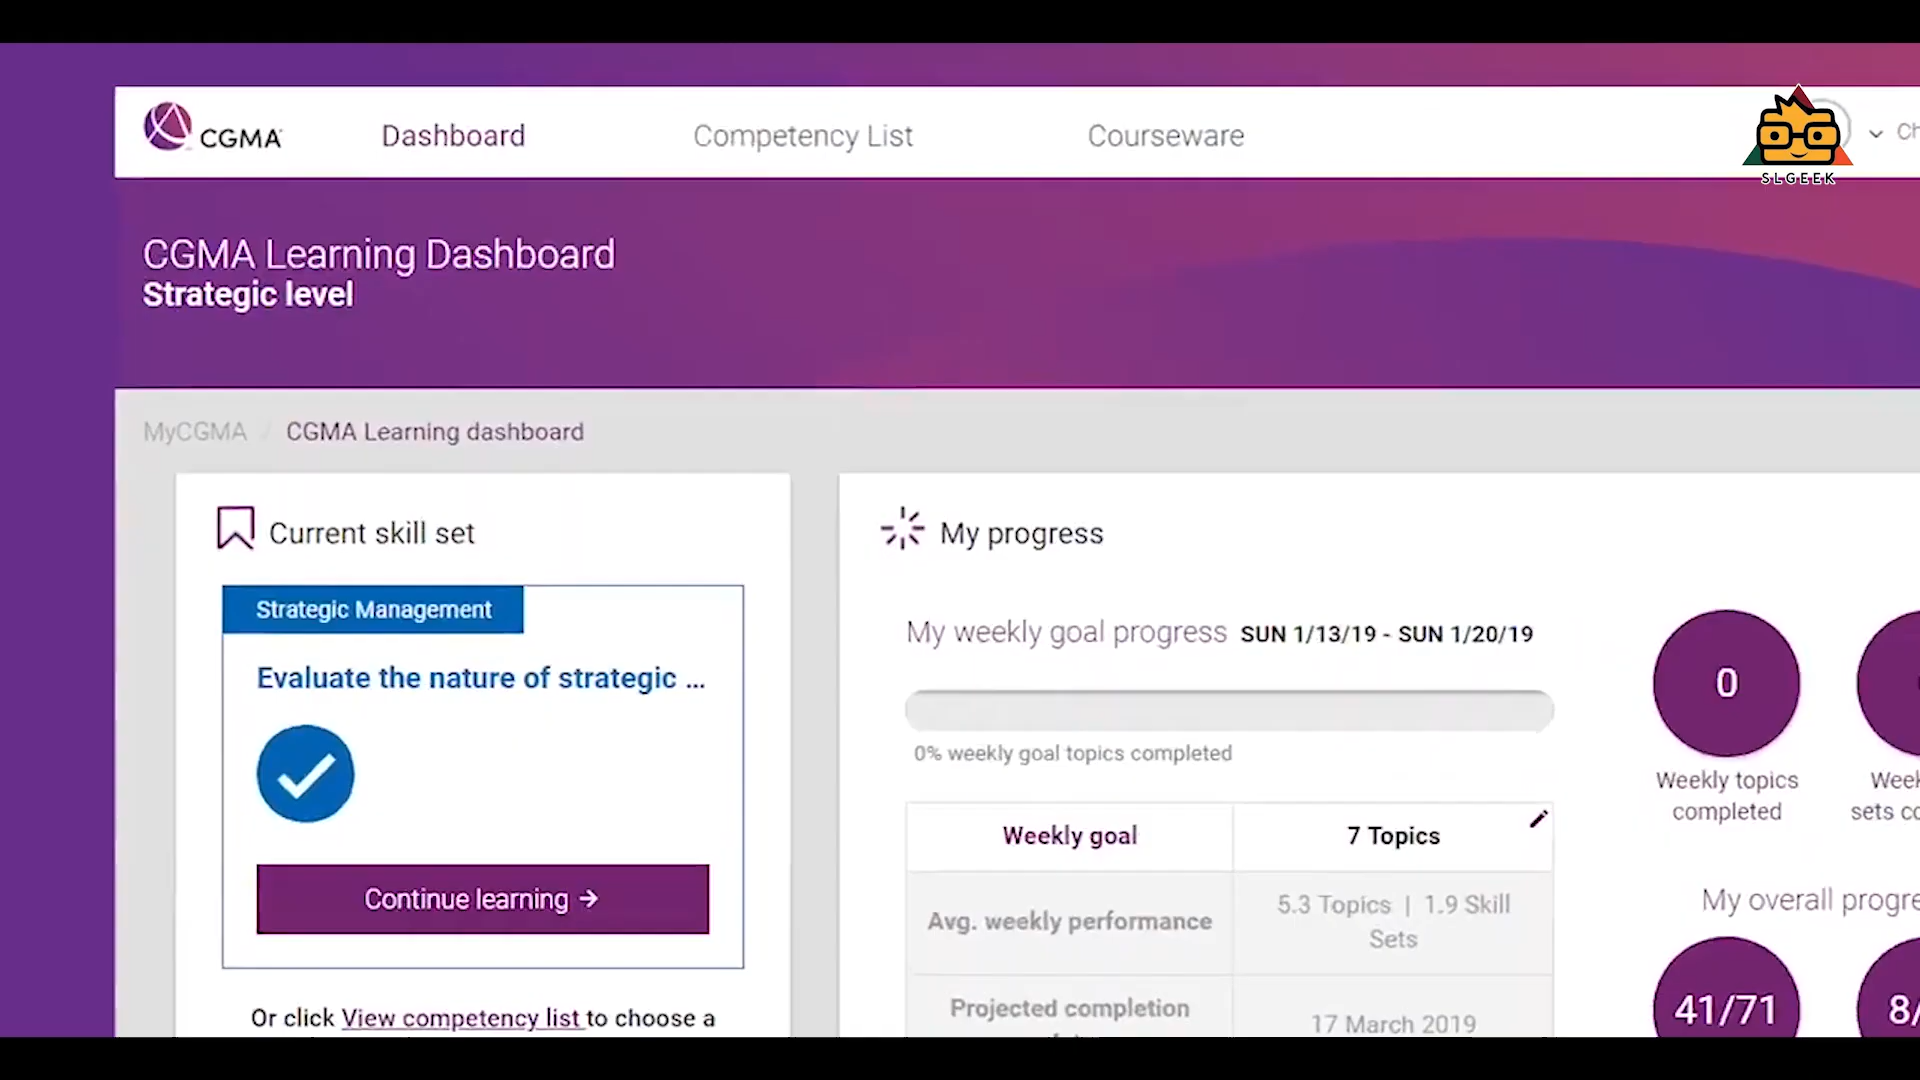 CGMA
Dashboard
Competency List
Courseware
SLGEEK
CGMA Learning Dashboard
Strategic level
MyCGMA / CGMA Learning dashboard
Current skill set
Strategic Management
Evaluate the nature of strategic ...
Continue learning →
Or click View competency list to choose a
My progress
My weekly goal progress SUN 1/13/19 - SUN 1/20/19
0% weekly goal topics completed
Weekly goal
7 Topics
Avg. weekly performance
5.3 Topics | 1.9 Skill
Sets
Projected completion
17 March 2019
0
Weekly topics
completed
My overall progre
41/71
8/